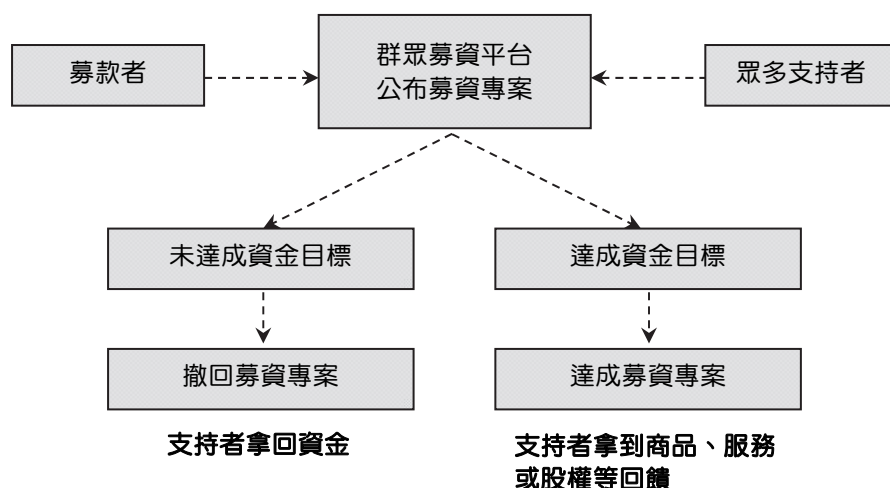 募款者
群眾募資平台
公布募資專案
眾多支持者
未達成資金目標
達成資金目標
撤回募資專案
達成募資專案
支持者拿回資金
支持者拿到商品、服務
或股權等回饋